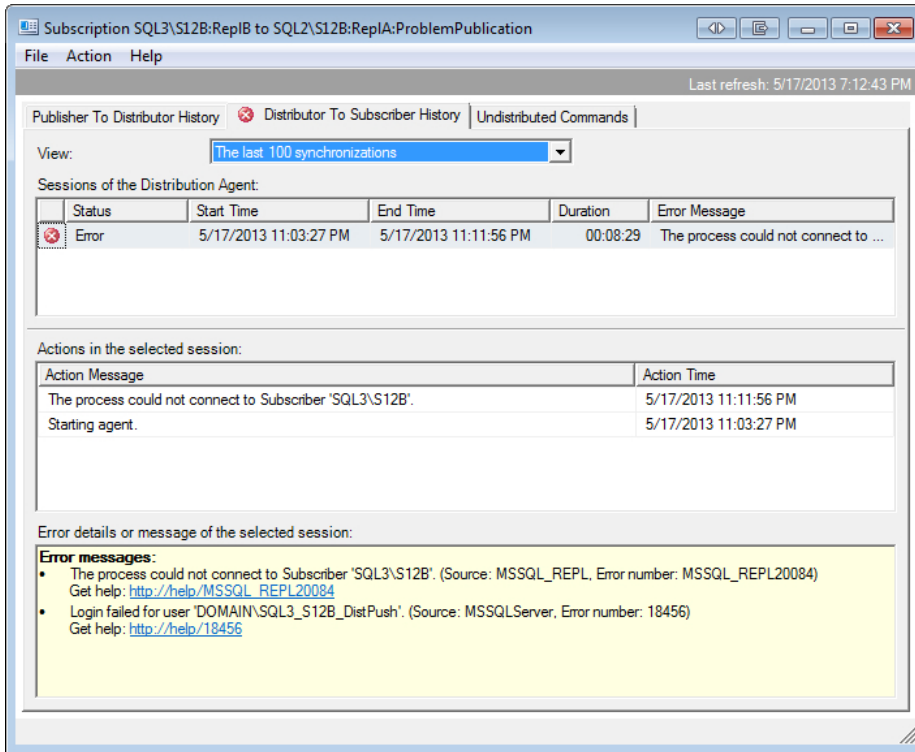 Subscription SQL3\S12B:ReplB to SQL2\S12B:ReplA:ProblemPublication
File Action Help
Last refresh: 5/17/2013 7:12:43 PM
Publisher To Distributor History Distributor To Subscriber History Undistributed Commands
View: The last 100 synchronizations
Sessions of the Distribution Agent:
Status Start Time End Time Duration Error Message
Error 5/17/2013 11:03:27 PM 5/17/2013 11:11:56 PM 00:08:29 The process could not connect to ...
Actions in the selected session:
Action Message Action Time
The process could not connect to Subscriber 'SQL3\S12B'. 5/17/2013 11:11:56 PM
Starting agent. 5/17/2013 11:03:27 PM
Error details or message of the selected session:
Error messages:
• The process could not connect to Subscriber 'SQL3\S12B'. (Source: MSSQL_REPL, Error number: MSSQL_REPL20084)
Get help: http://help/MSSQL_REPL20084
• Login failed for user 'DOMAIN\SQL3_S12B_DistPush'. (Source: MSSQLServer, Error number: 18456)
Get help: http://help/18456